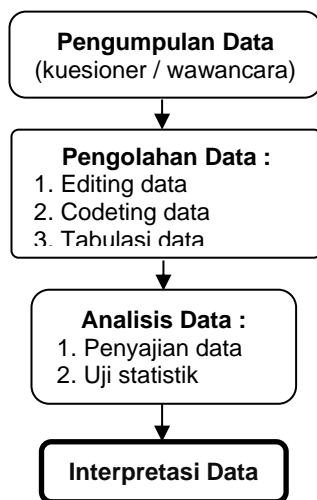 Pengumpulan Data
(kuesioner / wawancara)
Pengolahan Data :
1. Editing data
2. Codeting data
3. Tabulasi data
Analisis Data :
1. Penyajian data
2. Uji statistik
Interpretasi Data